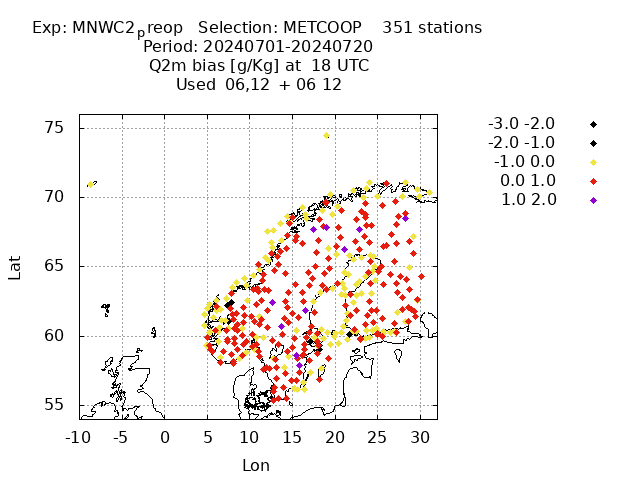 Exp: MNWC2preop Selection: METCOOP 351 stations
Period: 20240701-20240720
Q2m bias [g/Kg] at 18 UTC
Used 06,12 + 06 12
-3.0 -2.0
-2.0 -1.0
-1.0 0.0
0.0 1.0
1.0 2.0
75
70
65
60
55
Lat
-10 -5 0 5 10 15 20 25 30
Lon